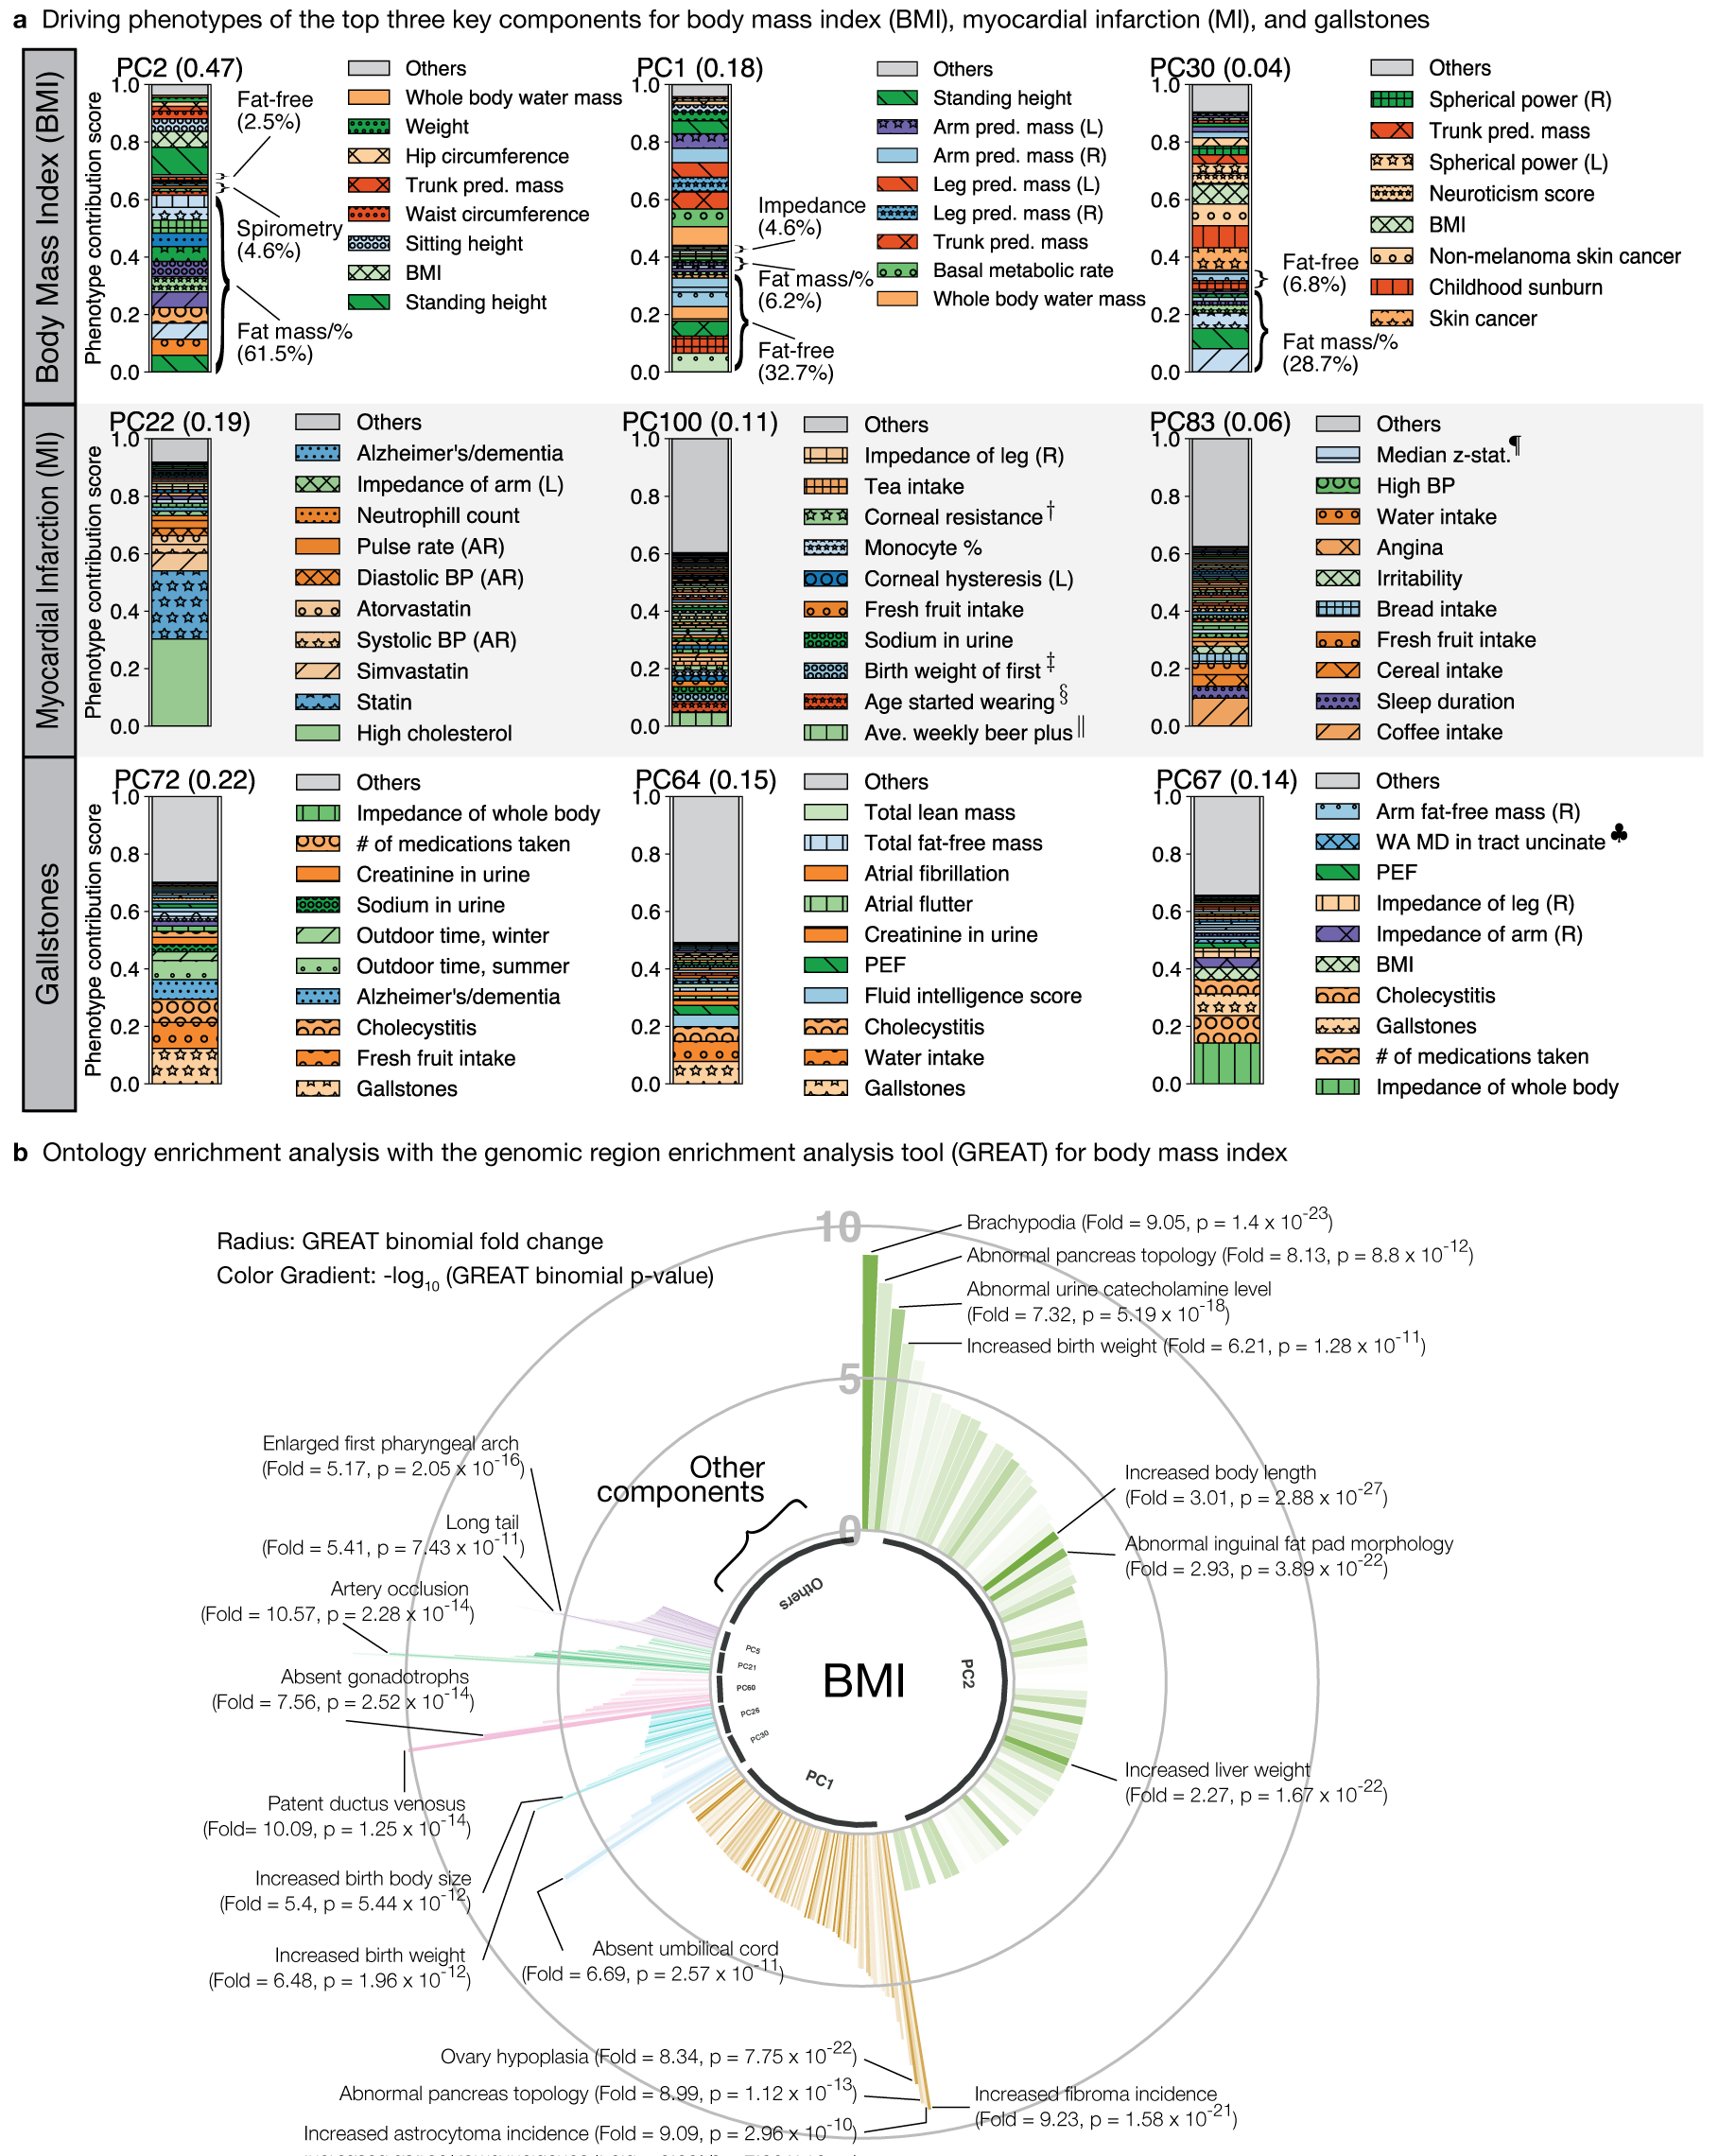 a Driving phenotypes of the top three key components for body mass index (BMI), myocardial infarction (MI), and gallstones
Body Mass Index (BMI)
Phenotype contribution score
PC2 (0.47)
1.0
0.8
0.6
0.4
0.2
0.0
Fat-free
(2.5%)
Spirometry
(4.6%)
Fat mass/%
(61.5%)
Others
Whole body water mass
Weight
Hip circumference
Trunk pred. mass
Waist circumference
Sitting height
BMI
Standing height
PC1 (0.18)
1.0
0.8
0.6
0.4
0.2
0.0
Impedance
(4.6%)
Fat mass/%
(6.2%)
Fat-free
(32.7%)
Others
Standing height
Arm pred. mass (L)
Arm pred. mass (R)
Leg pred. mass (L)
Leg pred. mass (R)
Trunk pred. mass
Basal metabolic rate
Whole body water mass
PC30 (0.04)
1.0
0.8
0.6
0.4
0.2
0.0
Fat-free
(6.8%)
Fat mass/%
(28.7%)
Others
Spherical power (R)
Trunk pred. mass
Spherical power (L)
Neuroticism score
BMI
Non-melanoma skin cancer
Childhood sunburn
Skin cancer
Myocardial Infarction (MI)
Phenotype contribution score
PC22 (0.19)
1.0
0.8
0.6
0.4
0.2
0.0
Others
Alzheimer's/dementia
Impedance of arm (L)
Neutrophill count
Pulse rate (AR)
Diastolic BP (AR)
Atorvastatin
Systolic BP (AR)
Simvastatin
Statin
High cholesterol
PC100 (0.11)
1.0
0.8
0.6
0.4
0.2
0.0
Others
Impedance of leg (R)
Tea intake
Corneal resistance†
Monocyte %
Corneal hysteresis (L)
Fresh fruit intake
Sodium in urine
Birth weight of first‡
Age started wearing§
Ave. weekly beer plus||
PC83 (0.06)
1.0
0.8
0.6
0.4
0.2
0.0
Others
Median z-stat.¶
High BP
Water intake
Angina
Irritability
Bread intake
Fresh fruit intake
Cereal intake
Sleep duration
Coffee intake
Gallstones
Phenotype contribution score
PC72 (0.22)
1.0
0.8
0.6
0.4
0.2
0.0
Others
Impedance of whole body
# of medications taken
Creatinine in urine
Sodium in urine
Outdoor time, winter
Outdoor time, summer
Alzheimer's/dementia
Cholecystitis
Fresh fruit intake
Gallstones
PC64 (0.15)
1.0
0.8
0.6
0.4
0.2
0.0
Others
Total lean mass
Total fat-free mass
Atrial fibrillation
Atrial flutter
Creatinine in urine
PEF
Fluid intelligence score
Cholecystitis
Water intake
Gallstones
PC67 (0.14)
1.0
0.8
0.6
0.4
0.2
0.0
Others
Arm fat-free mass (R)
WA MD in tract uncinate♣
PEF
Impedance of leg (R)
Impedance of arm (R)
BMI
Cholecystitis
Gallstones
# of medications taken
Impedance of whole body
b Ontology enrichment analysis with the genomic region enrichment analysis tool (GREAT) for body mass index
Radius: GREAT binomial fold change
Color Gradient: -log10 (GREAT binomial p-value)
10
5
0
Brachypodia (Fold = 9.05, p = 1.4 x 10-23)
Abnormal pancreas topology (Fold = 8.13, p = 8.8 x 10-12)
Abnormal urine catecholamine level
(Fold = 7.32, p = 5.19 x 10-18)
Increased birth weight (Fold = 6.21, p = 1.28 x 10-11)
Increased body length
(Fold = 3.01, p = 2.88 x 10-27)
Abnormal inguinal fat pad morphology
(Fold = 2.93, p = 3.89 x 10-22)
Increased liver weight
(Fold = 2.27, p = 1.67 x 10-22)
Enlarged first pharyngeal arch
(Fold = 5.17, p = 2.05 x 10-16)
Other
components
Long tail
(Fold = 5.41, p = 7.43 x 10-11)
Artery occlusion
(Fold = 10.57, p = 2.28 x 10-14)
Absent gonadotrophs
(Fold = 7.56, p = 2.52 x 10-14)
Patent ductus venosus
(Fold= 10.09, p = 1.25 x 10-14)
Increased birth body size
(Fold = 5.4, p = 5.44 x 10-12)
Increased birth weight
(Fold = 6.48, p = 1.96 x 10-12)
Absent umbilical cord
(Fold = 6.69, p = 2.57 x 10-11)
Others
PC5
PC21
PC60
PC26
PC30
PC1
PC2
BMI
Ovary hypoplasia (Fold = 8.34, p = 7.75 x 10-22)
Abnormal pancreas topology (Fold = 8.99, p = 1.12 x 10-13)
Increased astrocytoma incidence (Fold = 9.09, p = 2.96 x 10-10)
Increased fibroma incidence
(Fold = 9.23, p = 1.58 x 10-21)